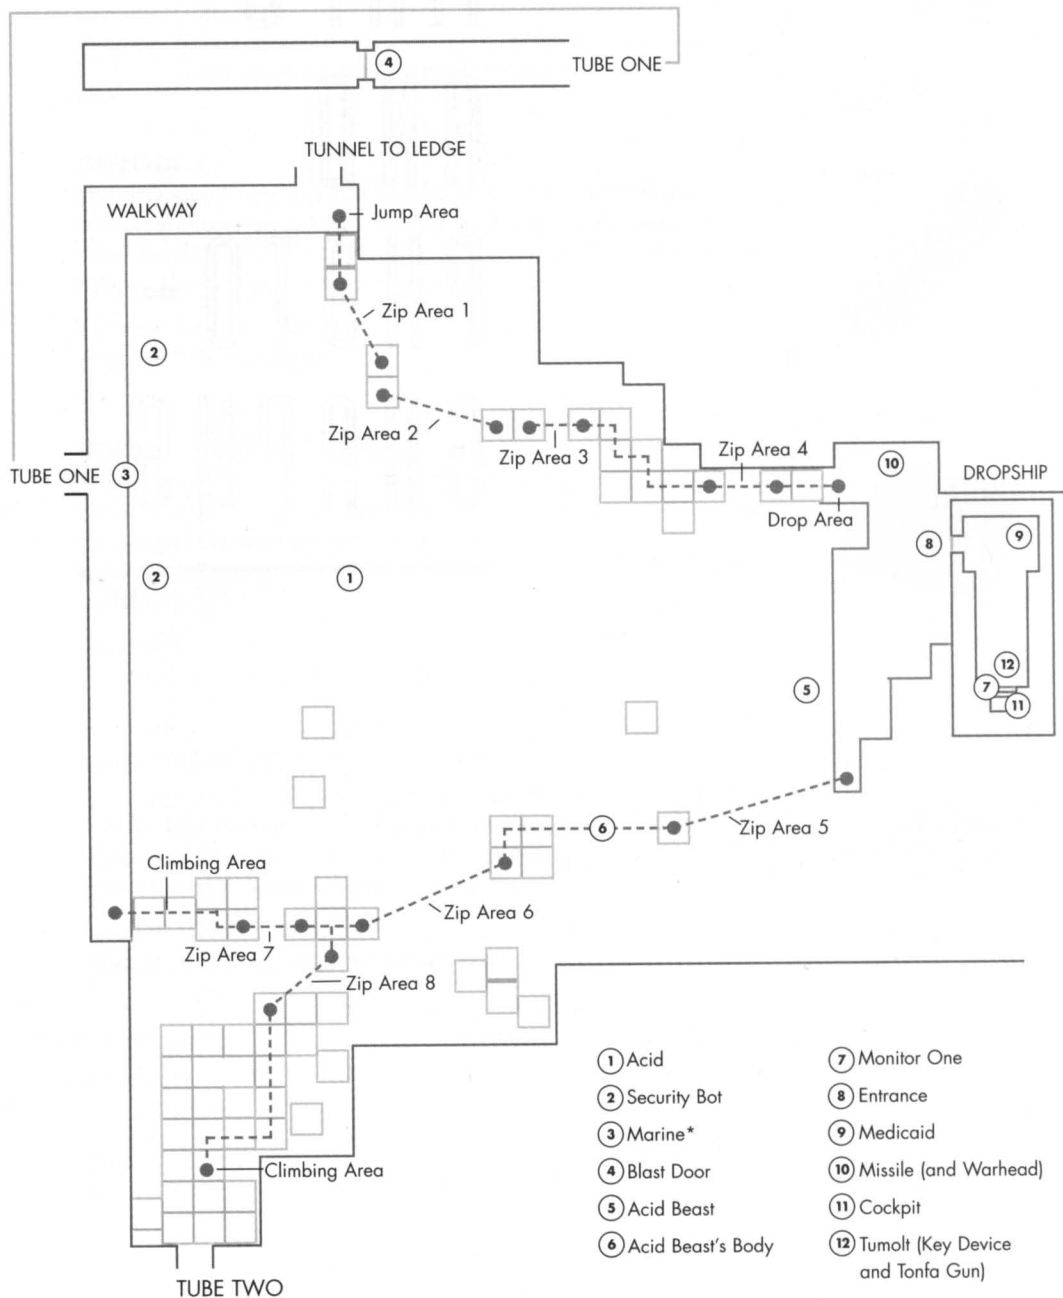 4
TUBE ONE
TUNNEL TO LEDGE
WALKWAY
Jump Area
Zip Area 1
2
Zip Area 2
Zip Area 3
Zip Area 4
10
TUBE ONE
3
DROPSHIP
Drop Area
8
9
2
1
12
5
7
11
6
Zip Area 5
Climbing Area
Zip Area 6
Zip Area 7
Zip Area 8
Climbing Area
TUBE TWO
1 Acid
2 Security Bot
3 Marine*
4 Blast Door
5 Acid Beast
6 Acid Beast's Body
7 Monitor One
8 Entrance
9 Medicaid
10 Missile (and Warhead)
11 Cockpit
12 Tumolt (Key Device
and Tonfa Gun)